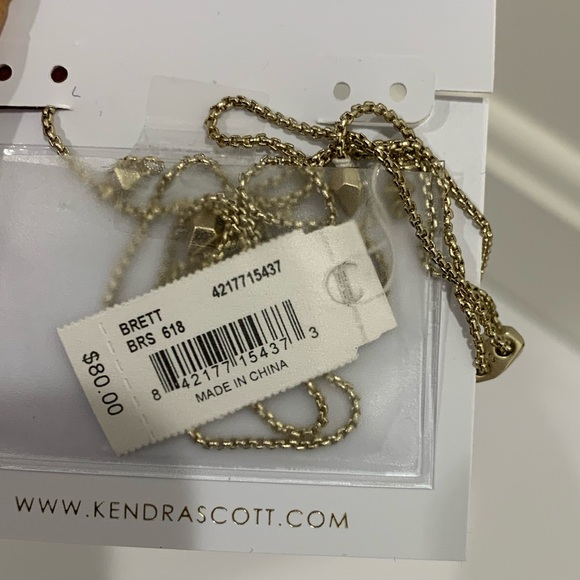 BRETT
4217715437
BRS 618
8 42177 15437 3
MADE IN CHINA
$80.00
WWW.KENDRASCOTT.COM